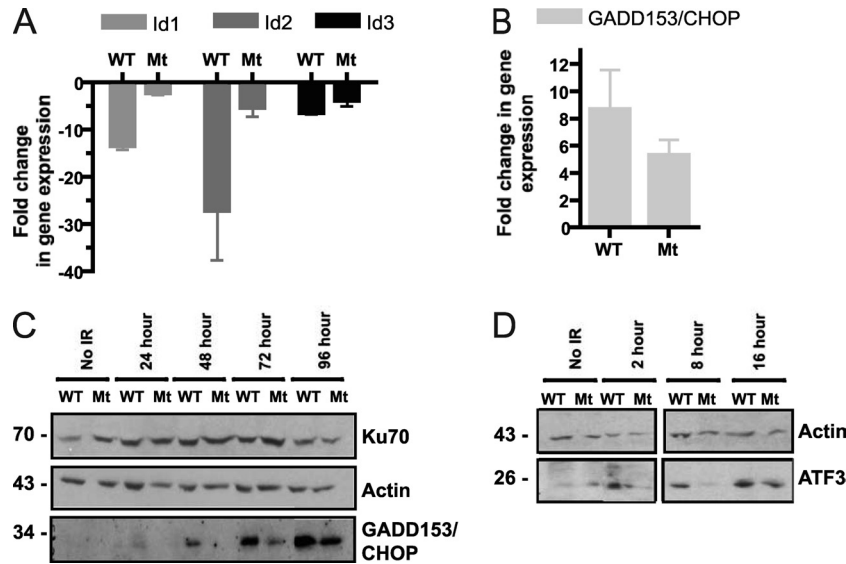 A
Id1 Id2 Id3
WT Mt WT Mt WT Mt
0
-10
-20
-30
-40
Fold change
in gene expression
B
GADD153/CHOP
12
10
8
6
4
2
0
Fold change in gene
expression
WT Mt
C
No IR 24 hour 48 hour 72 hour 96 hour
WT Mt WT Mt WT Mt WT Mt WT Mt
70 - Ku70
43 - Actin
34 - GADD153/
CHOP
D
No IR 2 hour 8 hour 16 hour
WT Mt WT Mt WT Mt WT Mt
43 - Actin
26 - ATF3